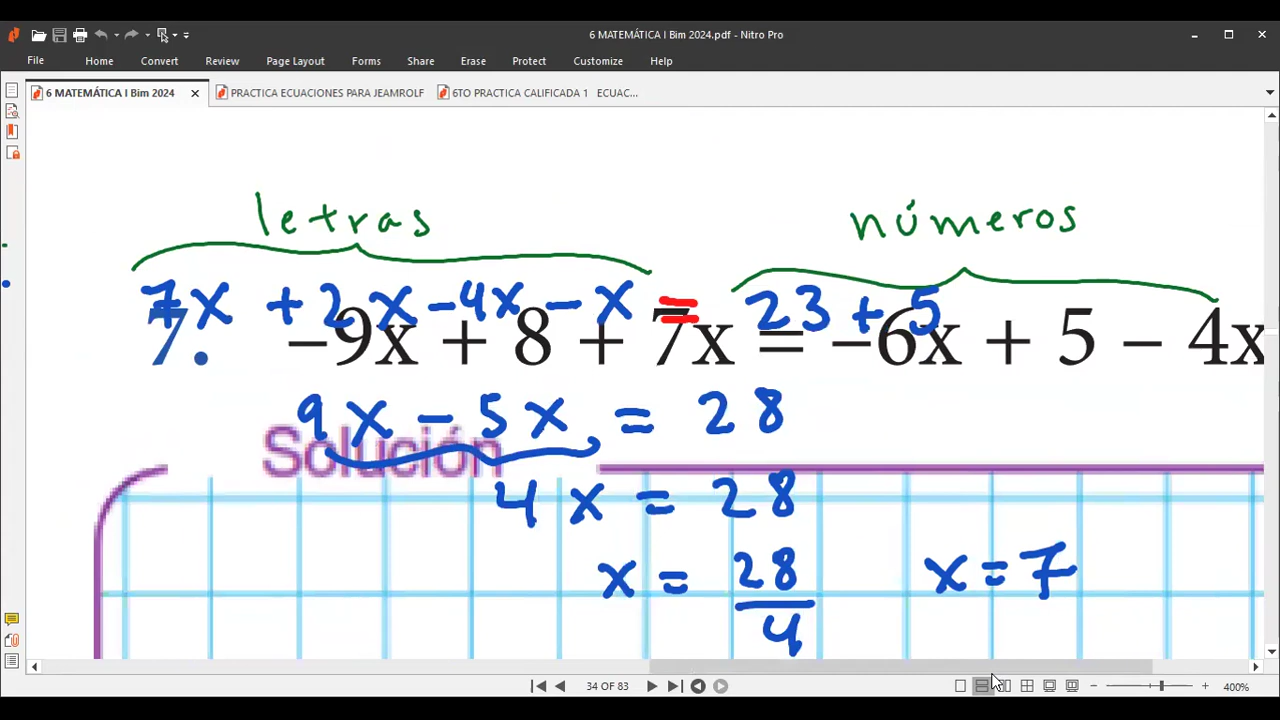 6 MATEMÁTICA I Bim 2024.pdf - Nitro Pro
File Home Convert Review Page Layout Forms Share Erase Protect Customize Help
6 MATEMÁTICA I Bim 2024 PRACTICA ECUACIONES PARA JEAMROLF 6TO PRACTICA CALIFICADA 1 ECUAC...
letras números
7x + 2x - 4x - x = 23 + 5
7. –9x + 8 + 7x = –6x + 5 – 4x
9x - 5x = 28
Solución
4x = 28
x = 28/4 x = 7
34 OF 83 400%